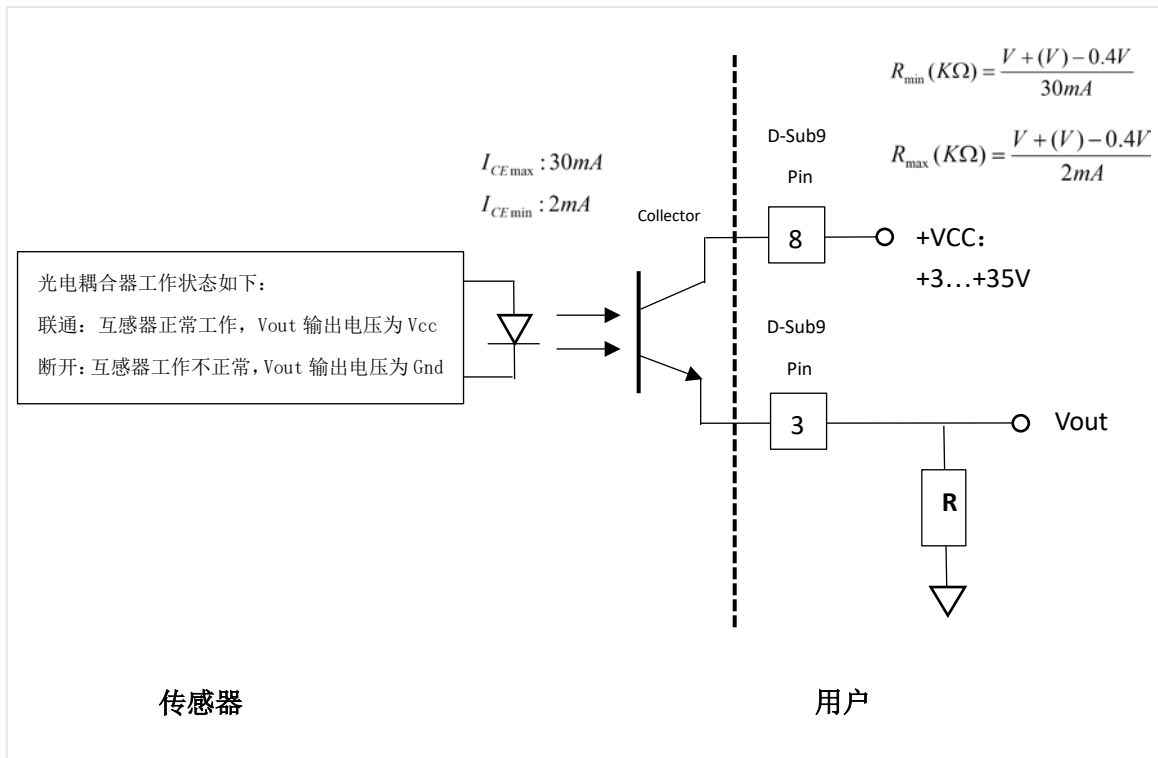 R_min (KΩ) = (V + (V) − 0.4V) / 30mA
R_max (KΩ) = (V + (V) − 0.4V) / 2mA
I_CEmax : 30mA
I_CEmin : 2mA
D-Sub9
Pin
Collector
8
+VCC：
+3…+35V
光电耦合器工作状态如下：
联通：互感器正常工作，Vout 输出电压为 Vcc
断开：互感器工作不正常，Vout 输出电压为 Gnd
D-Sub9
Pin
3
Vout
R
传感器
用户